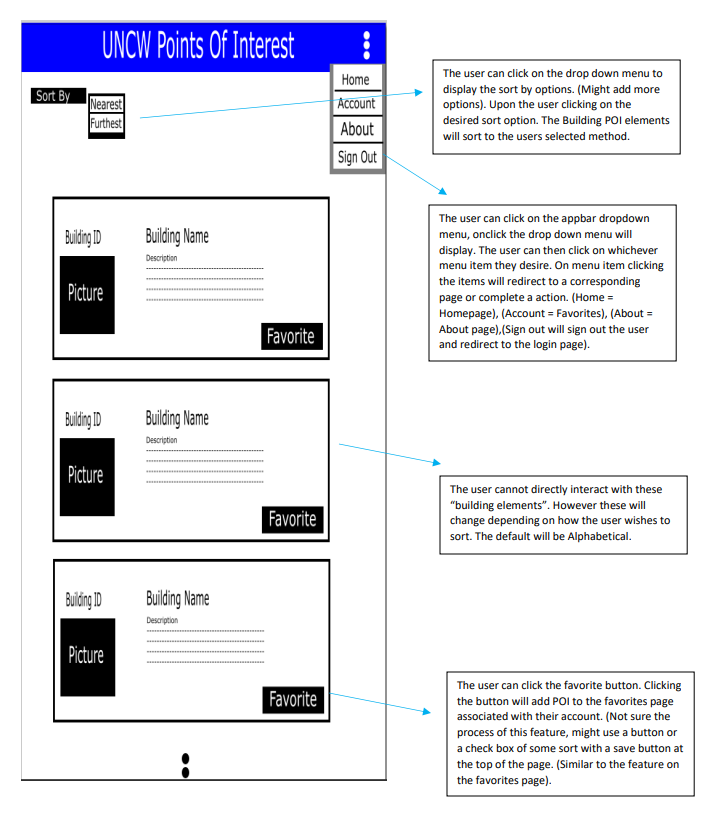 UNCW Points Of Interest
Home
Account
About
Sign Out
Sort By
Nearest
Furthest
The user can click on the drop down menu to
display the sort by options. (Might add more
options). Upon the user clicking on the
desired sort option. The Building POI elements
will sort to the users selected method.
The user can click on the appbar dropdown
menu, onclick the drop down menu will
display. The user can then click on whichever
menu item they desire. On menu item clicking
the items will redirect to a corresponding
page or complete a action. (Home =
Homepage), (Account = Favorites), (About =
About page),(Sign out will sign out the user
and redirect to the login page).
Building ID
Picture
Building Name
Description
Favorite
Building ID
Picture
Building Name
Description
Favorite
The user cannot directly interact with these
“building elements”. However these will
change depending on how the user wishes to
sort. The default will be Alphabetical.
Building ID
Picture
Building Name
Description
Favorite
The user can click the favorite button. Clicking
the button will add POI to the favorites page
associated with their account. (Not sure the
process of this feature, might use a button or
a check box of some sort with a save button at
the top of the page. (Similar to the feature on
the favorites page).